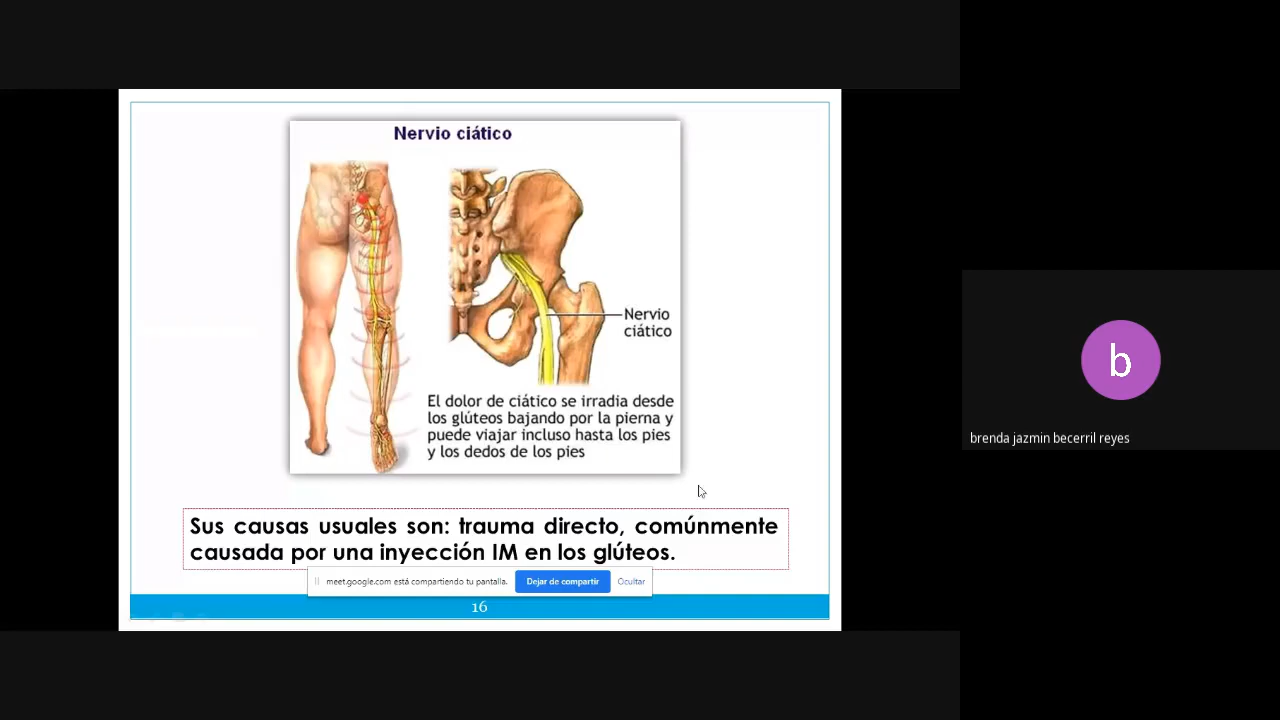 Nervio ciático
Nervio
ciático
El dolor de ciático se irradia desde
los glúteos bajando por la pierna y
puede viajar incluso hasta los pies
y los dedos de los pies
Sus causas usuales son: trauma directo, comúnmente
causada por una inyección IM en los glúteos.
meet.google.com está compartiendo tu pantalla.
Dejar de compartir
Ocultar
16
b
brenda jazmin becerril reyes